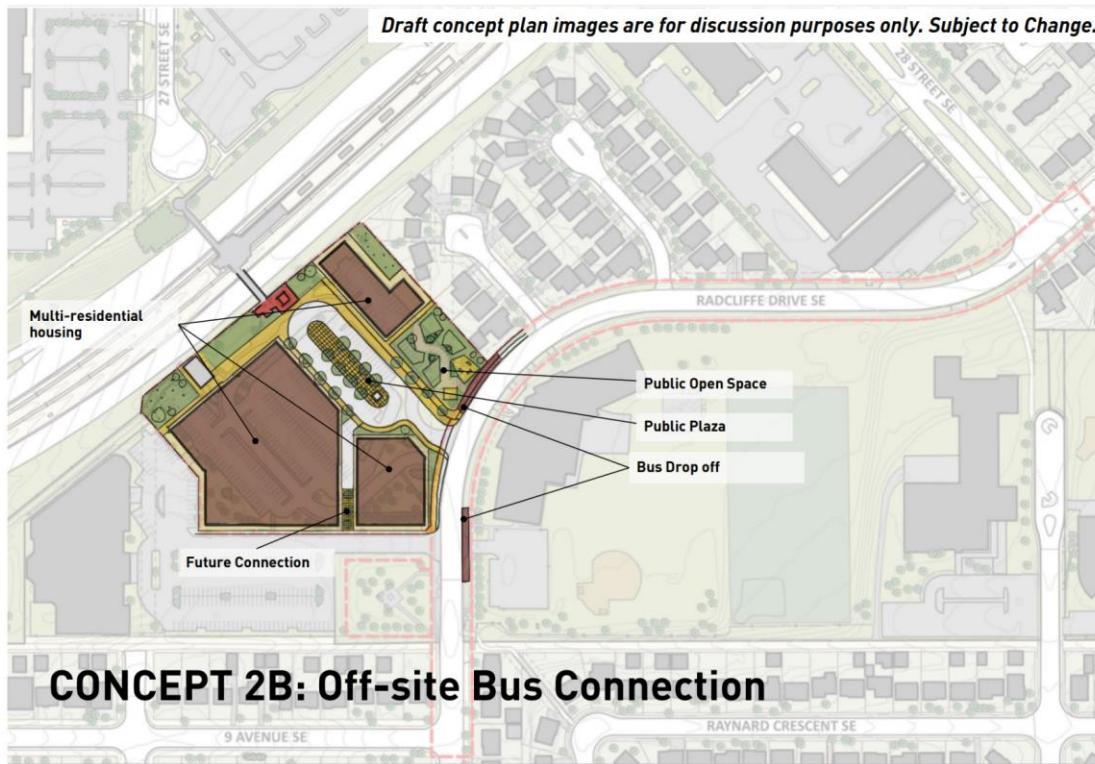 Draft concept plan images are for discussion purposes only. Subject to Change.
27 STREET SE
28 STREET SE
RADCLIFFE DRIVE SE
Multi-residential
housing
Public Open Space
Public Plaza
Bus Drop off
Future Connection
CONCEPT 2B: Off-site Bus Connection
9 AVENUE SE
RAYNARD CRESCENT SE